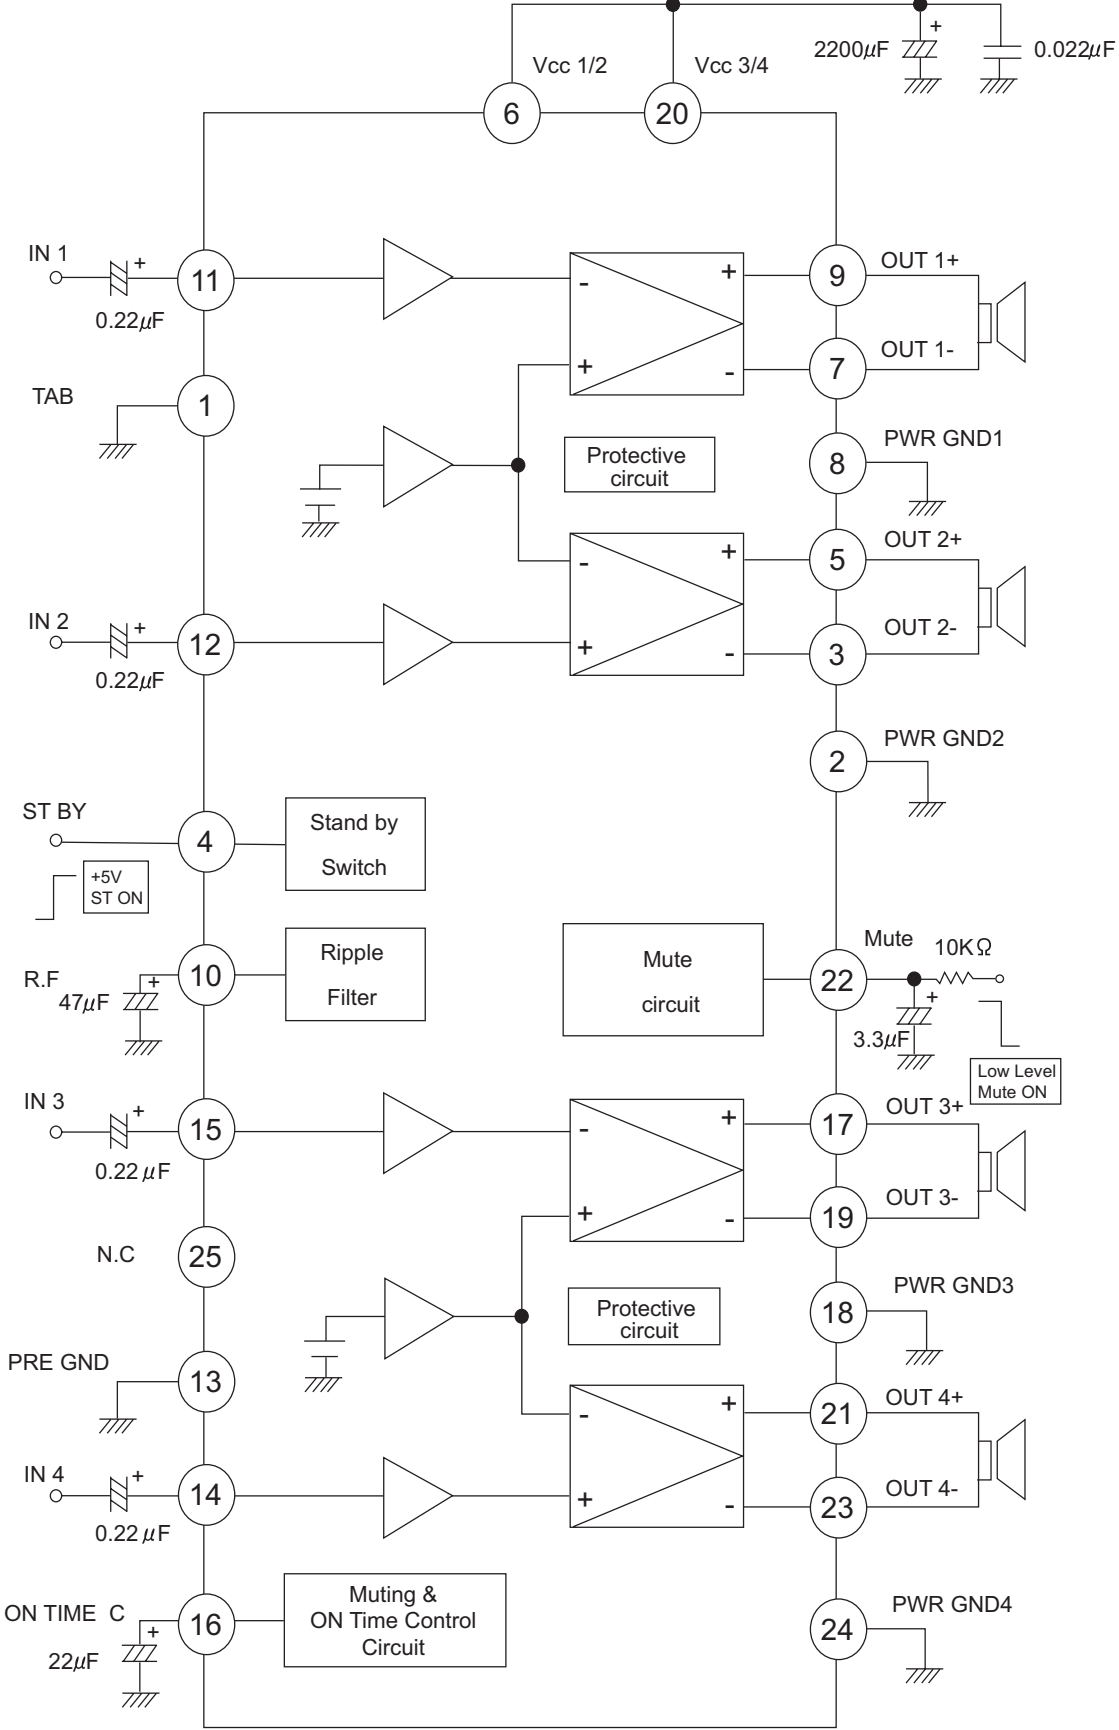 +
2200μF
0.022μF
Vcc 1/2
Vcc 3/4
6
20
IN 1
+
0.22μF
11
-
+
+
-
9
OUT 1+
7
OUT 1-
TAB
1
Protective
circuit
8
PWR GND1
5
OUT 2+
-
+
+
-
IN 2
+
0.22μF
12
OUT 2-
3
2
PWR GND2
ST BY
4
+5V
ST ON
Stand by
Switch
R.F
+
47μF
10
Ripple
Filter
Mute
circuit
22
Mute
10KΩ
+
3.3μF
Low Level
Mute ON
IN 3
+
0.22 μF
15
-
+
+
-
17
OUT 3+
19
OUT 3-
N.C
25
Protective
circuit
18
PWR GND3
PRE GND
13
21
OUT 4+
-
+
+
-
IN 4
+
0.22 μF
14
OUT 4-
23
ON TIME C
+
22μF
16
Muting &
ON Time Control
Circuit
24
PWR GND4